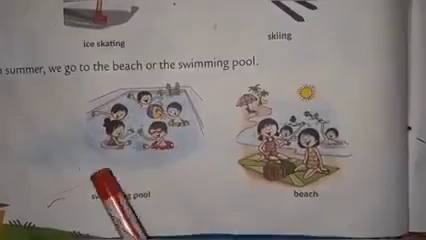 ice skating
skiing
summer, we go to the beach or the swimming pool.
pool
beach